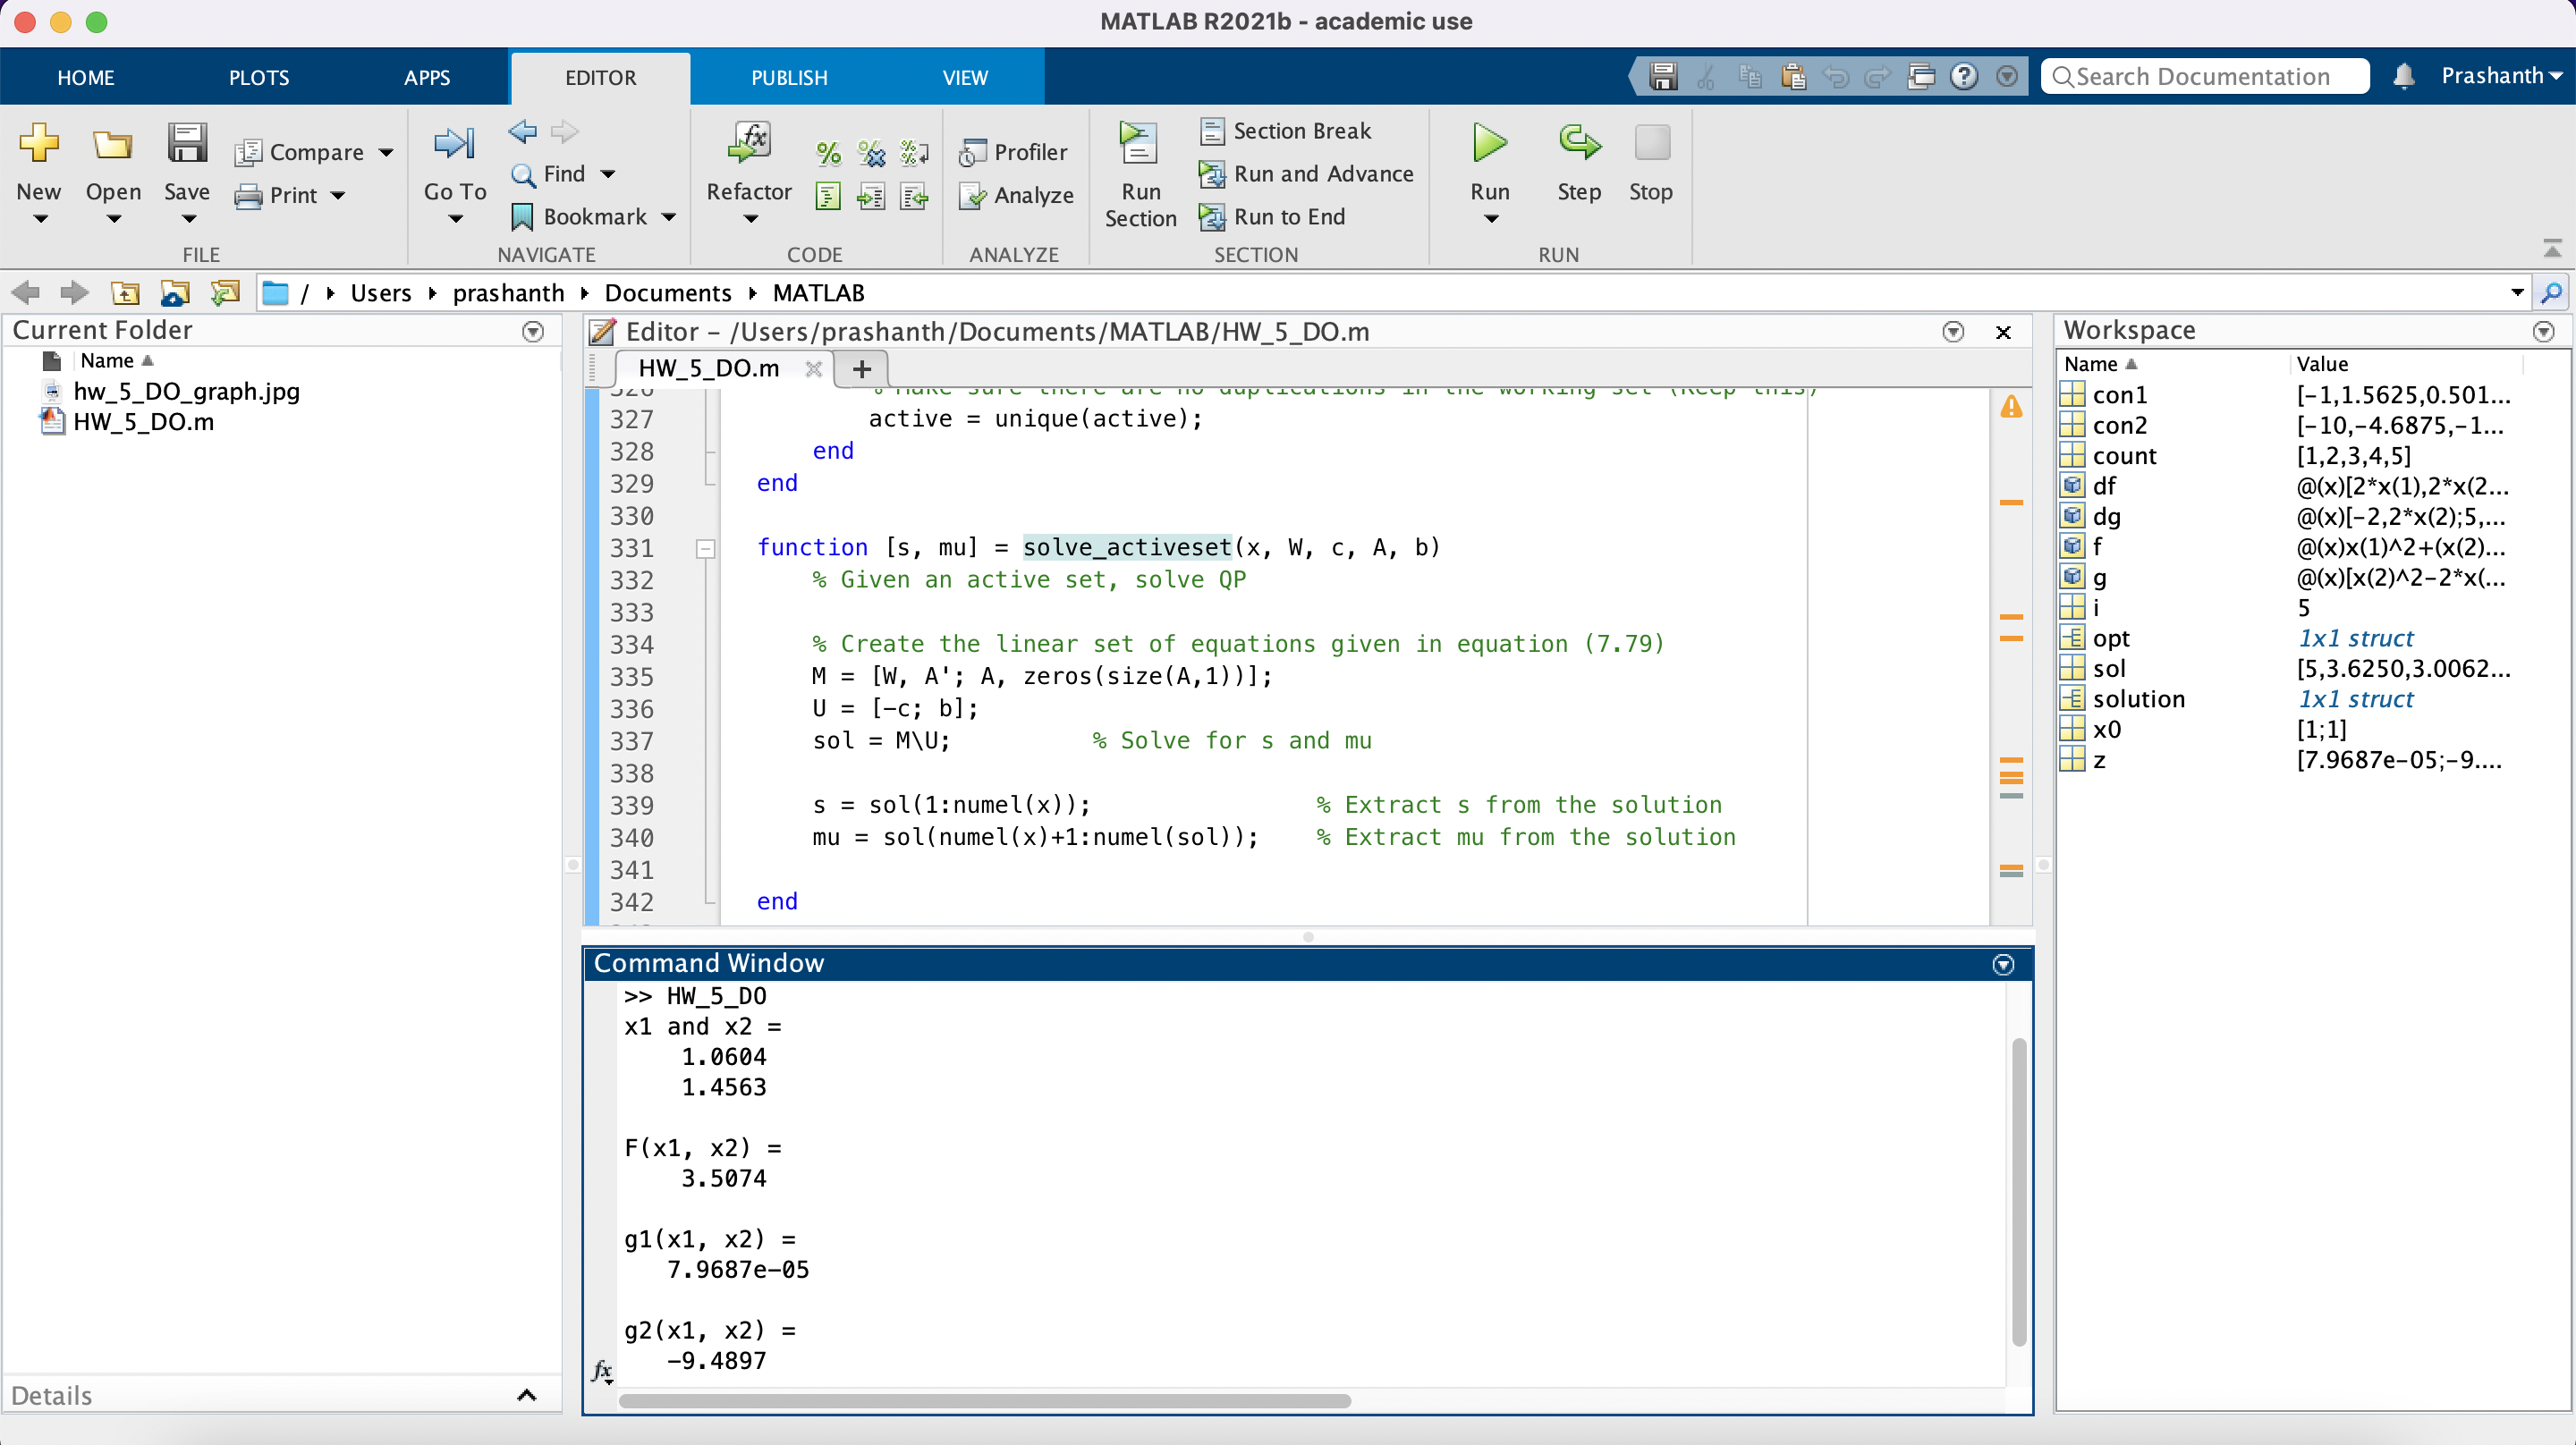 MATLAB R2021b - academic use
HOME PLOTS APPS EDITOR PUBLISH VIEW
Search Documentation Prashanth
New Open Save Compare Print
FILE
Go To Find Bookmark
NAVIGATE
Refactor
CODE
Profiler
Analyze
ANALYZE
Run Section
Section Break
Run and Advance
Run to End
SECTION
Run Step Stop
RUN
/ Users prashanth Documents MATLAB
Current Folder
Name
hw_5_DO_graph.jpg
HW_5_DO.m
Details
Editor - /Users/prashanth/Documents/MATLAB/HW_5_DO.m
HW_5_DO.m
326 % Make sure there are no duplications in the working set (Keep this)
327 active = unique(active);
328 end
329 end
330
331 function [s, mu] = solve_activeset(x, W, c, A, b)
332 % Given an active set, solve QP
333
334 % Create the linear set of equations given in equation (7.79)
335 M = [W, A'; A, zeros(size(A,1))];
336 U = [-c; b];
337 sol = M\U; % Solve for s and mu
338
339 s = sol(1:numel(x)); % Extract s from the solution
340 mu = sol(numel(x)+1:numel(sol)); % Extract mu from the solution
341
342 end
Command Window
>> HW_5_DO
x1 and x2 =
1.0604
1.4563
F(x1, x2) =
3.5074
g1(x1, x2) =
7.9687e-05
g2(x1, x2) =
-9.4897
fx
Workspace
Name Value
con1 [-1,1.5625,0.501...
con2 [-10,-4.6875,-1...
count [1,2,3,4,5]
df @(x)[2*x(1),2*x(2...
dg @(x)[-2,2*x(2);5,...
f @(x)x(1)^2+(x(2)...
g @(x)[x(2)^2-2*x(...
i 5
opt 1x1 struct
sol [5,3.6250,3.0062...
solution 1x1 struct
x0 [1;1]
z [7.9687e-05;-9....